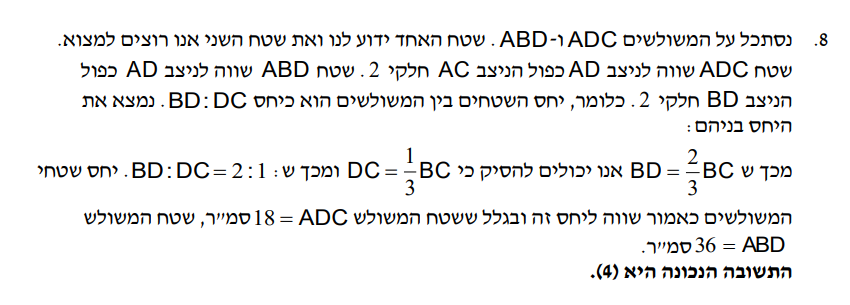 8. נסתכל על המשולשים ADC ו-ABD . שטח האחד ידוע לנו ואת שטח השני אנו רוצים למצוא.
שטח ADC שווה לניצב AD כפול הניצב AC חלקי 2 . שטח ABD שווה לניצב AD כפול
הניצב BD חלקי 2 . כלומר, יחס השטחים בין המשולשים הוא כיחס BD:DC. נמצא את
היחס בניהם:
מכך ש BD = 2/3 BC אנו יכולים להסיק כי DC = 1/3 BC ומכך ש: BD:DC = 2:1. יחס שטחי
המשולשים כאמור שווה ליחס זה ובגלל ששטח המשולש ADC = 18 סמ״ר, שטח המשולש
ABD = 36 סמ״ר.
התשובה הנכונה היא (4).